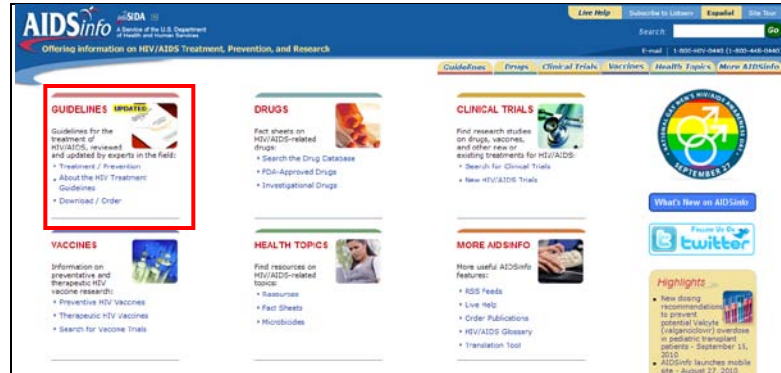 AIDSinfo infoSIDA
A Service of the U.S. Department
of Health and Human Services
Offering information on HIV/AIDS Treatment, Prevention, and Research
Live Help Subscribe to Listserv Español Site Tour
Search Go
E-mail | 1-800-HIV-0440 (1-800-448-0440)
Guidelines Drugs Clinical Trials Vaccines Health Topics More AIDSinfo
GUIDELINES UPDATED
Guidelines for the
treatment of
HIV/AIDS, reviewed
and updated by experts in the field:
• Treatment / Prevention
• About the HIV Treatment
Guidelines
• Download / Order
DRUGS
Fact sheets on
HIV/AIDS-related
drugs:
• Search the Drug Database
• FDA-Approved Drugs
• Investigational Drugs
CLINICAL TRIALS
Find research studies
on drugs, vaccines,
and other new or
existing treatments for HIV/AIDS:
• Search for Clinical Trials
• New HIV/AIDS Trials
NATIONAL GAY MEN'S HIV/AIDS AWARENESS DAY
• SEPTEMBER 27 •
What's New on AIDSinfo
Follow Us On
twitter
VACCINES
Information on
preventative and
therapeutic HIV
vaccine research:
• Preventive HIV Vaccines
• Therapeutic HIV Vaccines
• Search for Vaccine Trials
HEALTH TOPICS
Find resources on
HIV/AIDS-related
topics:
• Resources
• Fact Sheets
• Microbicides
MORE AIDSINFO
More useful AIDSinfo
features:
• RSS Feeds
• Live Help
• Order Publications
• HIV/AIDS Glossary
• Translation Tool
Highlights...
• New dosing
recommendations
to prevent
potential Valcyte
(valganciclovir) overdose
in pediatric transplant
patients - September 15,
2010
• AIDSinfo launches mobile
site - August 27, 2010